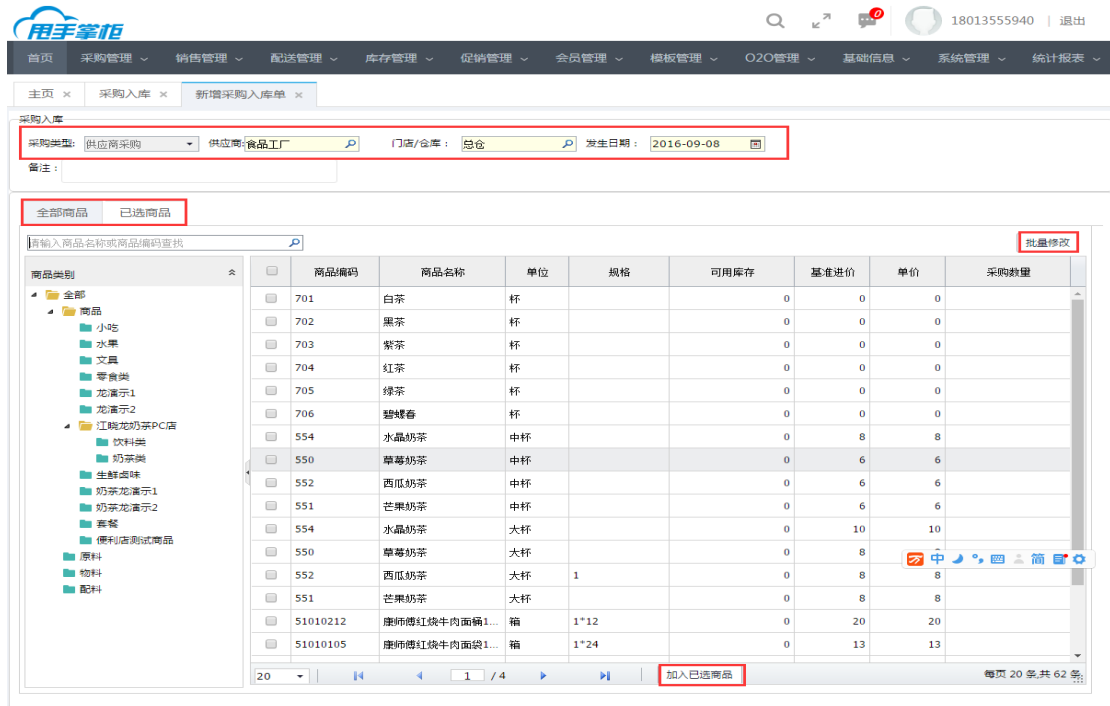 甩手掌柜
0
18013555940 | 退出
首页 采购管理 销售管理 配送管理 库存管理 促销管理 会员管理 模板管理 O2O管理 基础信息 系统管理 统计报表
主页 × 采购入库 × 新增采购入库单 ×
采购入库
采购类型: 供应商采购 供应商: 食品工厂 门店/仓库： 总仓 发生日期： 2016-09-08
备注：
全部商品 已选商品
请输入商品名称或商品编码查找 批量修改
商品类别
全部
商品
小吃
水果
文具
零食类
龙演示1
龙演示2
江晓龙奶茶PC店
饮料类
奶茶类
生鲜卤味
奶茶龙演示1
奶茶龙演示2
套餐
便利店测试商品
原料
物料
配料
商品编码 商品名称 单位 规格 可用库存 基准进价 单价 采购数量
701 白茶 杯 0 0 0
702 黑茶 杯 0 0 0
703 紫茶 杯 0 0 0
704 红茶 杯 0 0 0
705 绿茶 杯 0 0 0
706 碧螺春 杯 0 0 0
554 水晶奶茶 中杯 0 8 8
550 草莓奶茶 中杯 0 6 6
552 西瓜奶茶 中杯 0 6 6
551 芒果奶茶 中杯 0 6 6
554 水晶奶茶 大杯 0 10 10
550 草莓奶茶 大杯 0 8
552 西瓜奶茶 大杯 1 0 8 8
551 芒果奶茶 大杯 0 8 8
51010212 康师傅红烧牛肉面桶1... 箱 1*12 0 20 20
51010105 康师傅红烧牛肉面袋1... 箱 1*24 0 13 13
中 简
20 1 /4 加入已选商品 每页 20 条,共 62 条